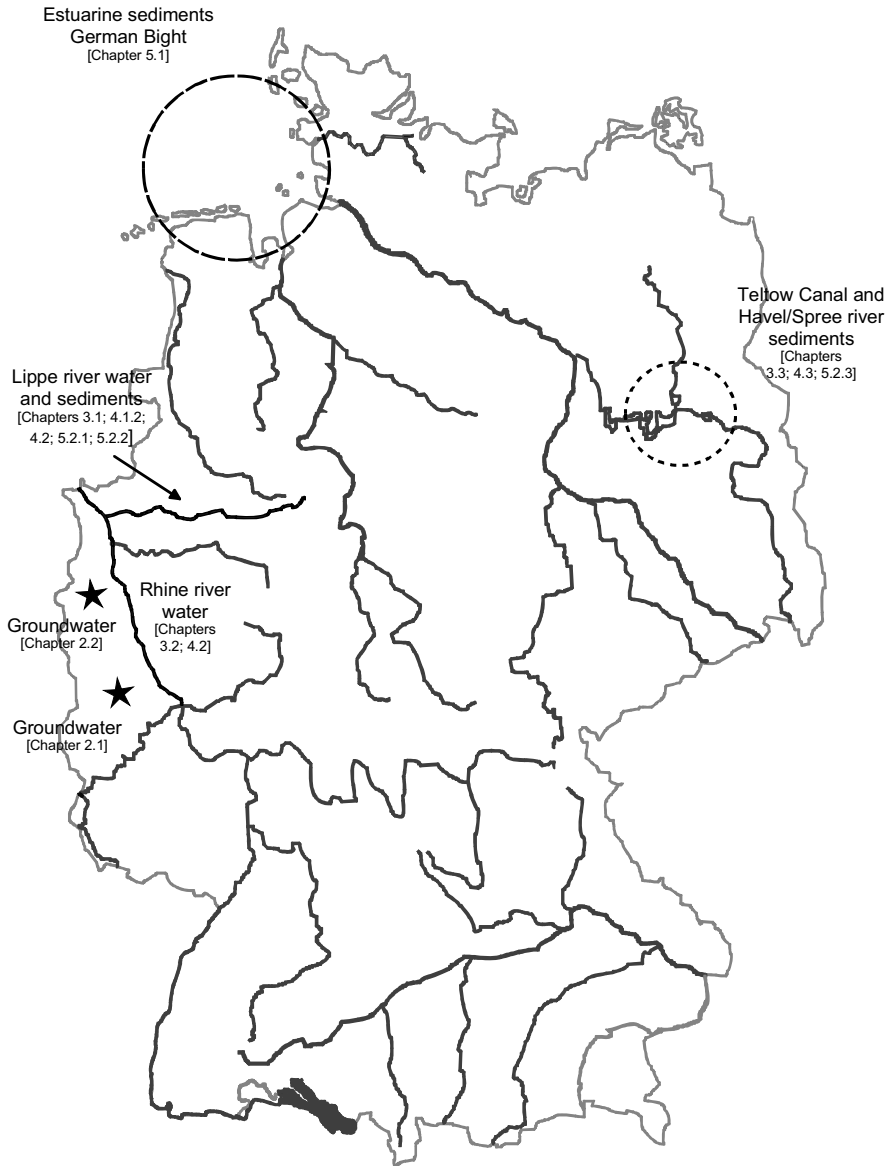 Estuarine sediments
German Bight
[Chapter 5.1]
Teltow Canal and
Havel/Spree river
sediments
[Chapters
3.3; 4.3; 5.2.3]
Lippe river water
and sediments
[Chapters 3.1; 4.1.2;
4.2; 5.2.1; 5.2.2]
Rhine river
water
[Chapters
3.2; 4.2]
Groundwater
[Chapter 2.2]
Groundwater
[Chapter 2.1]